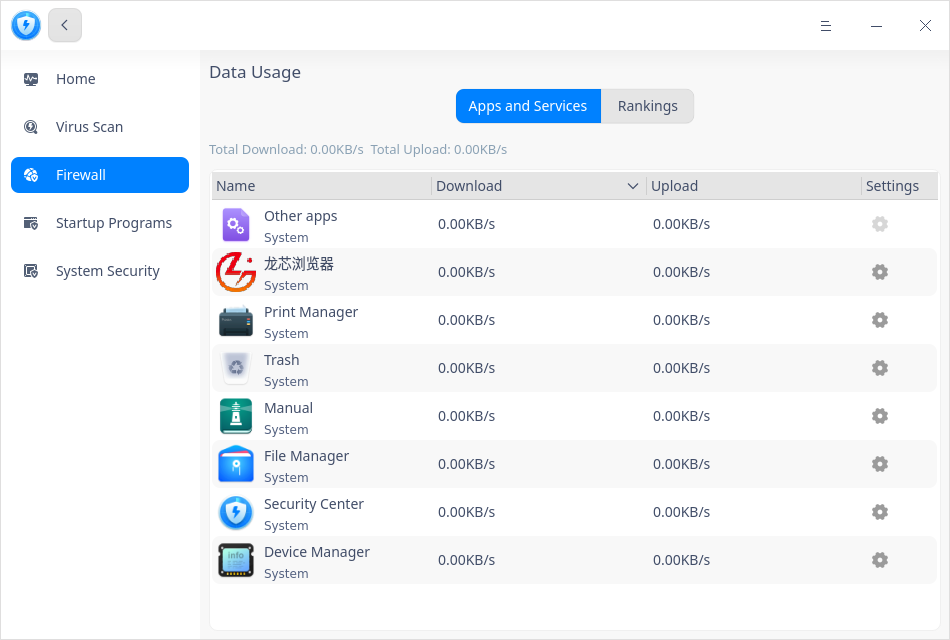 Data Usage
Apps and Services Rankings
Total Download: 0.00KB/s Total Upload: 0.00KB/s
Home
Virus Scan
Firewall
Startup Programs
System Security
Name Download Upload Settings
Other apps
System
0.00KB/s 0.00KB/s
龙芯浏览器
System
0.00KB/s 0.00KB/s
Print Manager
System
0.00KB/s 0.00KB/s
Trash
System
0.00KB/s 0.00KB/s
Manual
System
0.00KB/s 0.00KB/s
File Manager
System
0.00KB/s 0.00KB/s
Security Center
System
0.00KB/s 0.00KB/s
info
Device Manager
System
0.00KB/s 0.00KB/s